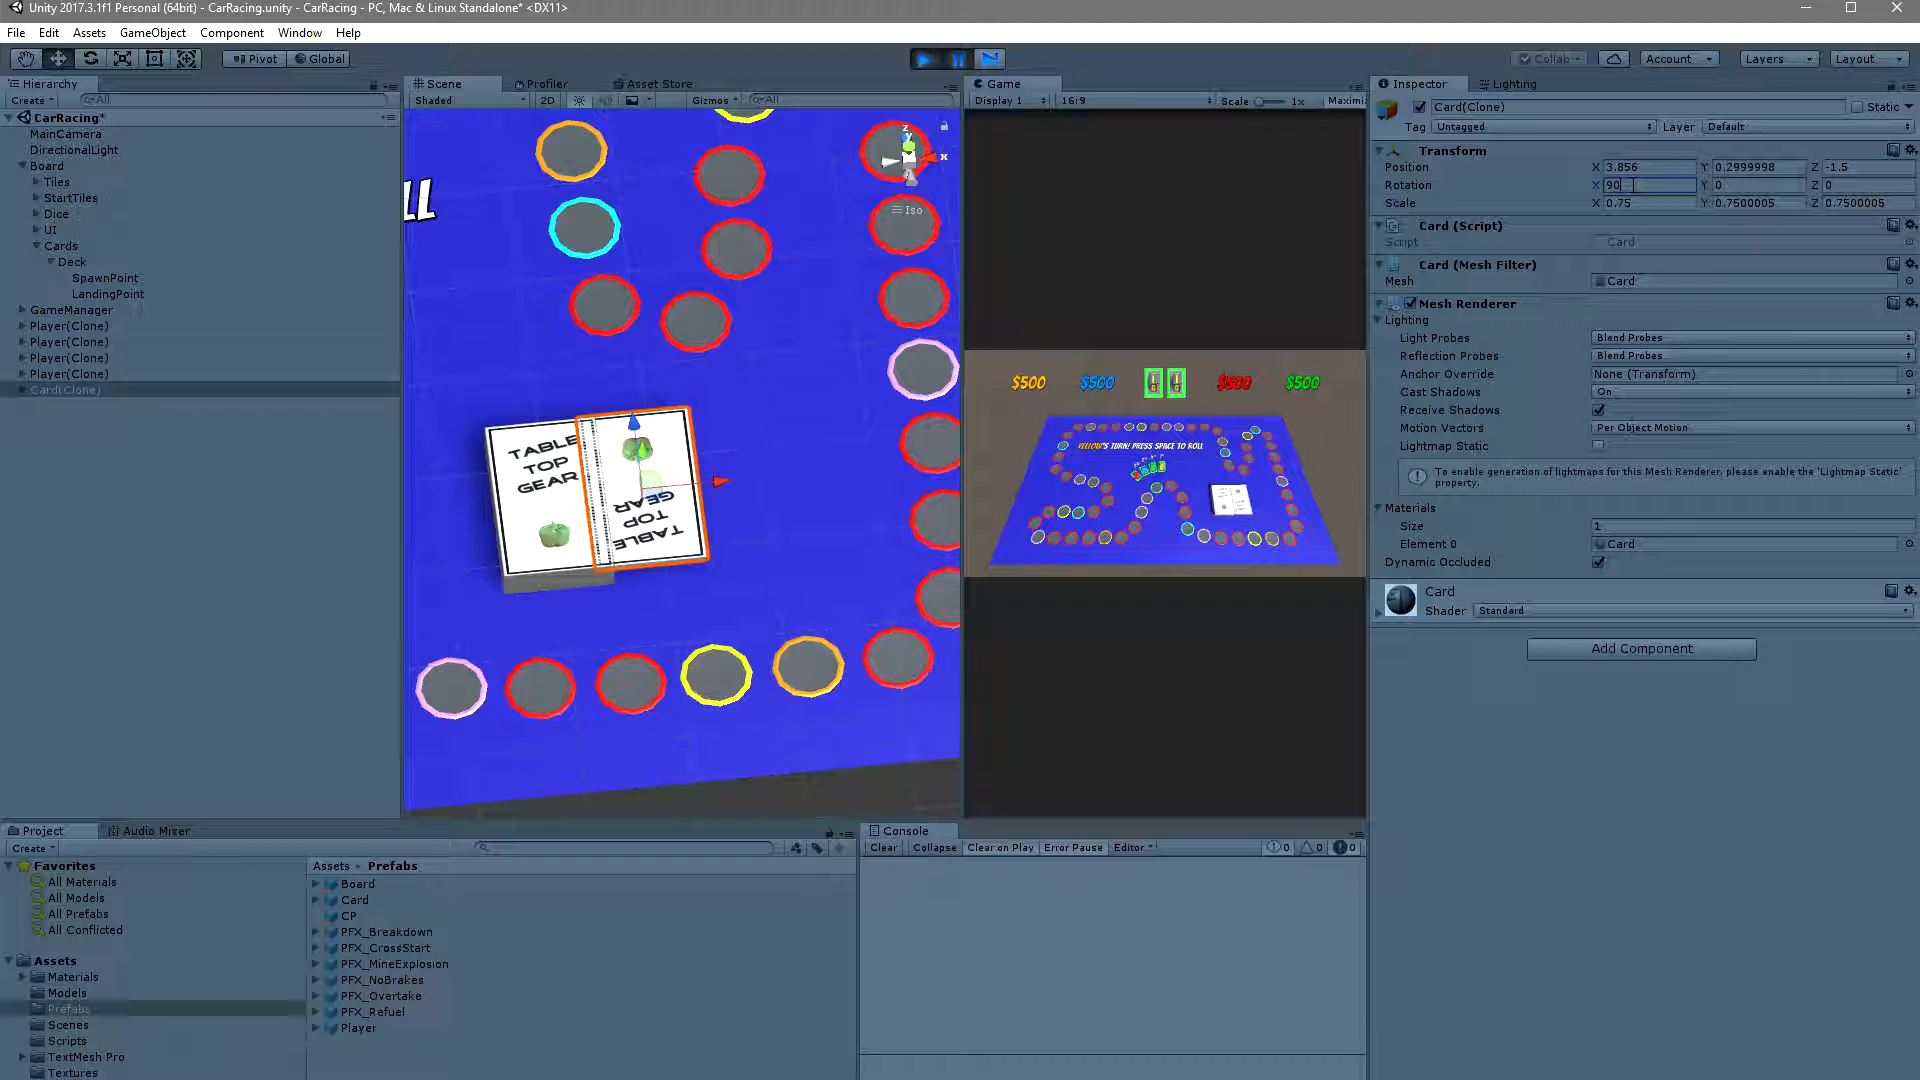 Unity 2017.3.1f1 Personal (64bit) - CarRacing.unity - CarRacing - PC, Mac & Linux Standalone* <DX11>
File Edit Assets GameObject Component Window Help
Pivot Global Collab Account Layers Layout
Hierarchy
Create All
CarRacing*
MainCamera
DirectionalLight
Board
Tiles
StartTiles
Dice
UI
Cards
Deck
SpawnPoint
LandingPoint
GameManager
Player(Clone)
Player(Clone)
Player(Clone)
Player(Clone)
Card(Clone)
Scene Profiler Asset Store
Shaded 2D Gizmos All
z
y
x
Iso
TABLE
TOP
GEAR
TABLE
TOP
GEAR
Game
Display 1 16:9 Scale 1x Maximi
$500 $500 $500 $500
YELLOW'S TURN! PRESS SPACE TO ROLL
Inspector Lighting
Card(Clone) Static
Tag Untagged Layer Default
Transform
Position X 3.856 Y 0.2999998 Z -1.5
Rotation X 90 Y 0 Z 0
Scale X 0.75 Y 0.7500005 Z 0.7500005
Card (Script)
Script Card
Card (Mesh Filter)
Mesh Card
Mesh Renderer
Lighting
Light Probes Blend Probes
Reflection Probes Blend Probes
Anchor Override None (Transform)
Cast Shadows On
Receive Shadows
Motion Vectors Per Object Motion
Lightmap Static
To enable generation of lightmaps for this Mesh Renderer, please enable the 'Lightmap Static'
property.
Materials
Size 1
Element 0 Card
Dynamic Occluded
Card
Shader Standard
Add Component
Project Audio Mixer
Create
Favorites
All Materials
All Models
All Prefabs
All Conflicted
Assets
Materials
Models
Prefabs
Scenes
Scripts
TextMesh Pro
Textures
Assets Prefabs
Board
Card
CP
PFX_Breakdown
PFX_CrossStart
PFX_MineExplosion
PFX_NoBrakes
PFX_Overtake
PFX_Refuel
Player
Console
Clear Collapse Clear on Play Error Pause Editor 0 0 0